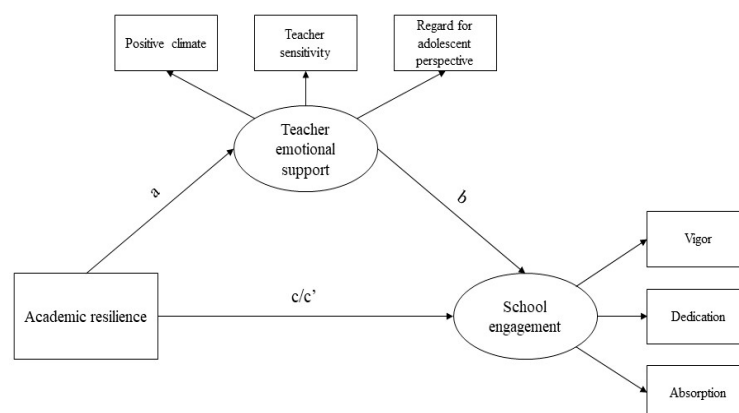 Positive climate
Teacher
sensitivity
Regard for
adolescent
perspective
Teacher
emotional
support
a
b
Academic resilience
c/c’
School
engagement
Vigor
Dedication
Absorption